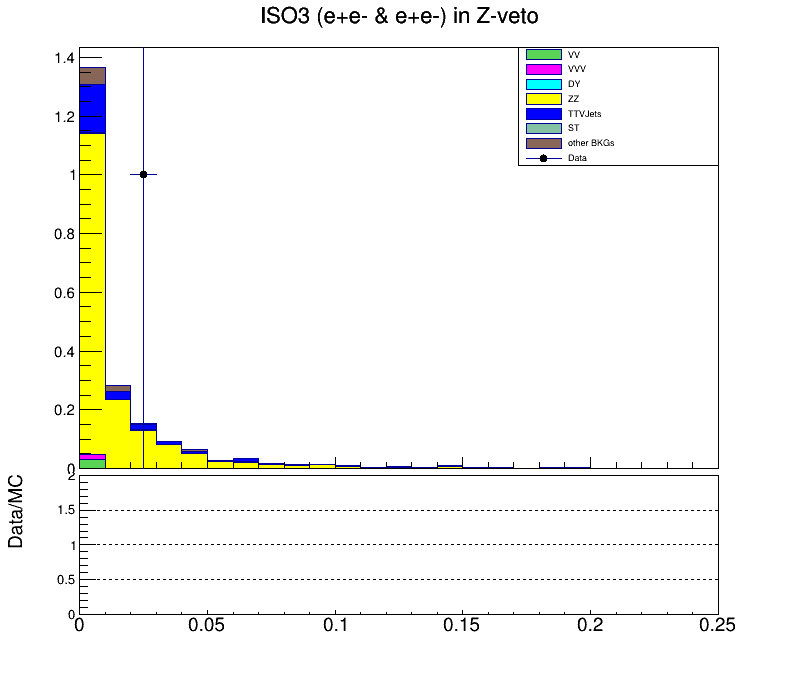 ISO3 (e+e- & e+e-) in Z-veto
1.4
1.2
1
0.8
0.6
0.4
0.2
0
VV
VVV
DY
ZZ
TTVJets
ST
other BKGs
Data
Data/MC
2
1.5
1
0.5
0
0 0.05 0.1 0.15 0.2 0.25